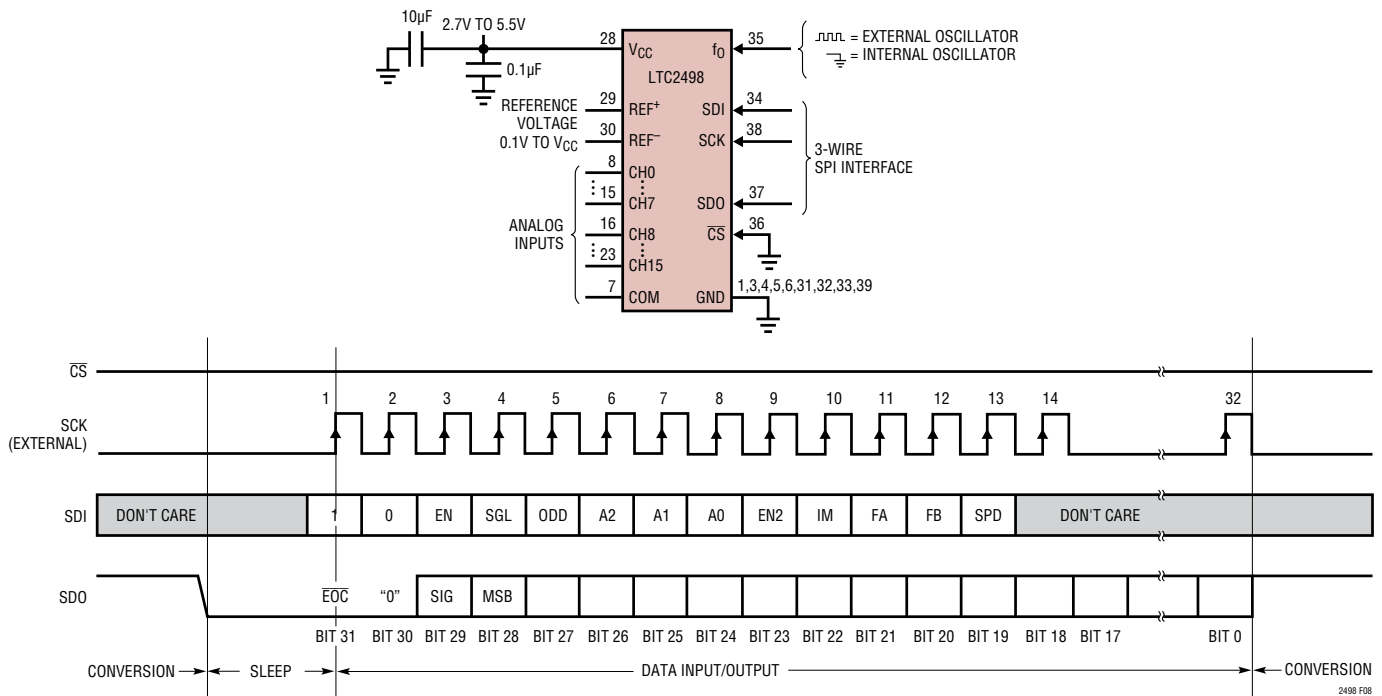 10µF
2.7V TO 5.5V
0.1µF
28
VCC
29
REF+
30
REF–
REFERENCE
VOLTAGE
0.1V TO VCC
8
CH0
15
CH7
16
CH8
23
CH15
7
COM
ANALOG
INPUTS
LTC2498
fO
35
= EXTERNAL OSCILLATOR
= INTERNAL OSCILLATOR
SDI
34
SCK
38
SDO
37
3-WIRE
SPI INTERFACE
CS
36
GND
1,3,4,5,6,31,32,33,39
CS
SCK
(EXTERNAL)
1 2 3 4 5 6 7 8 9 10 11 12 13 14 32
SDI DON'T CARE 1 0 EN SGL ODD A2 A1 A0 EN2 IM FA FB SPD DON'T CARE
SDO EOC “0” SIG MSB
BIT 31 BIT 30 BIT 29 BIT 28 BIT 27 BIT 26 BIT 25 BIT 24 BIT 23 BIT 22 BIT 21 BIT 20 BIT 19 BIT 18 BIT 17 BIT 0
CONVERSION SLEEP DATA INPUT/OUTPUT CONVERSION
2498 F08